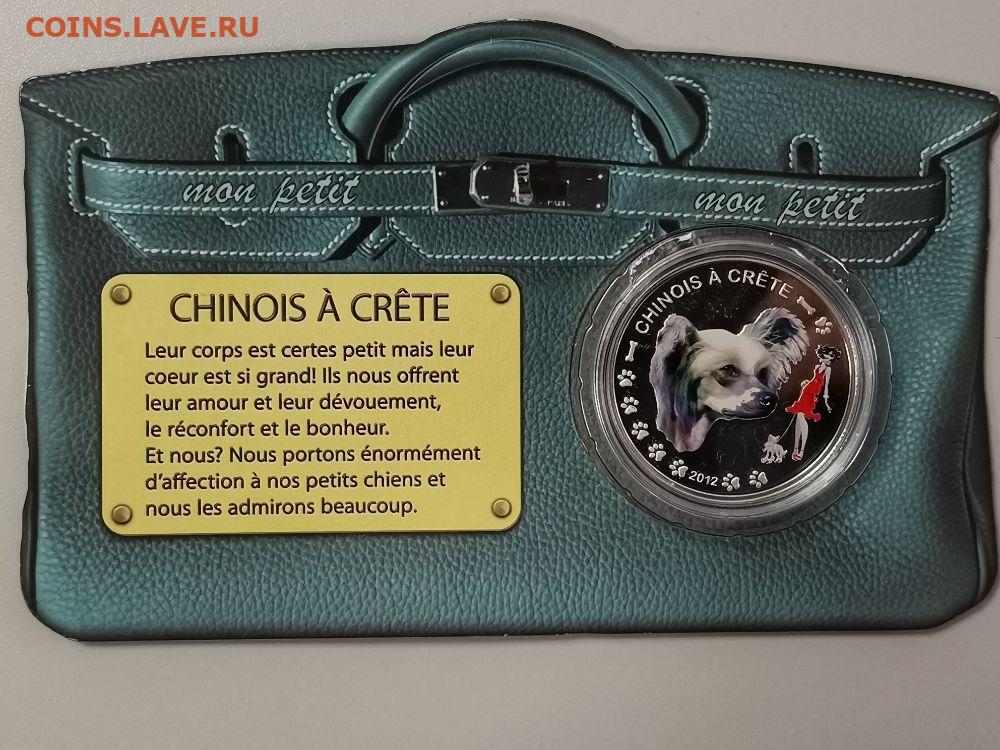 COINS.LAVE.RU
mon petit
mon petit
CHINOIS À CRÊTE
Leur corps est certes petit mais leur
coeur est si grand! Ils nous offrent
leur amour et leur dévouement,
le réconfort et le bonheur.
Et nous? Nous portons énormément
d'affection à nos petits chiens et
nous les admirons beaucoup.
CHINOIS À CRÊTE
2012